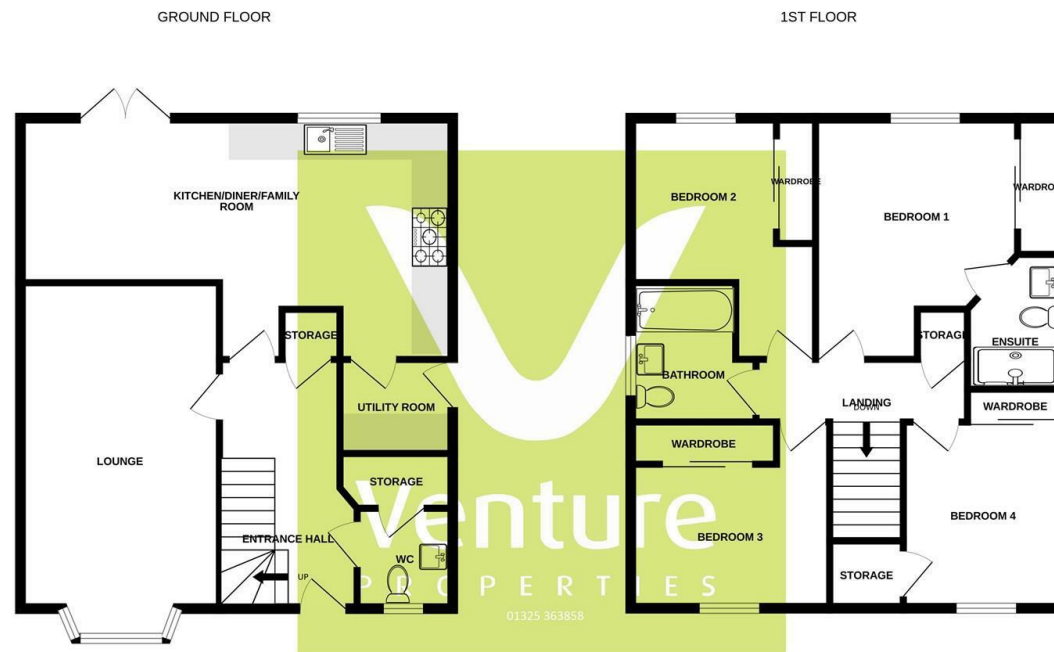 GROUND FLOOR
KITCHEN/DINER/FAMILY
ROOM
STORAGE
UTILITY ROOM
LOUNGE
STORAGE
ENTRANCE HALL
WC
UP
1ST FLOOR
WARDROBE
BEDROOM 2
BEDROOM 1
WARDRO
STORAGE
ENSUITE
BATHROOM
LANDING
DOWN
WARDROBE
WARDROBE
BEDROOM 4
BEDROOM 3
STORAGE
Venture
PROPERTIES
01325 363858